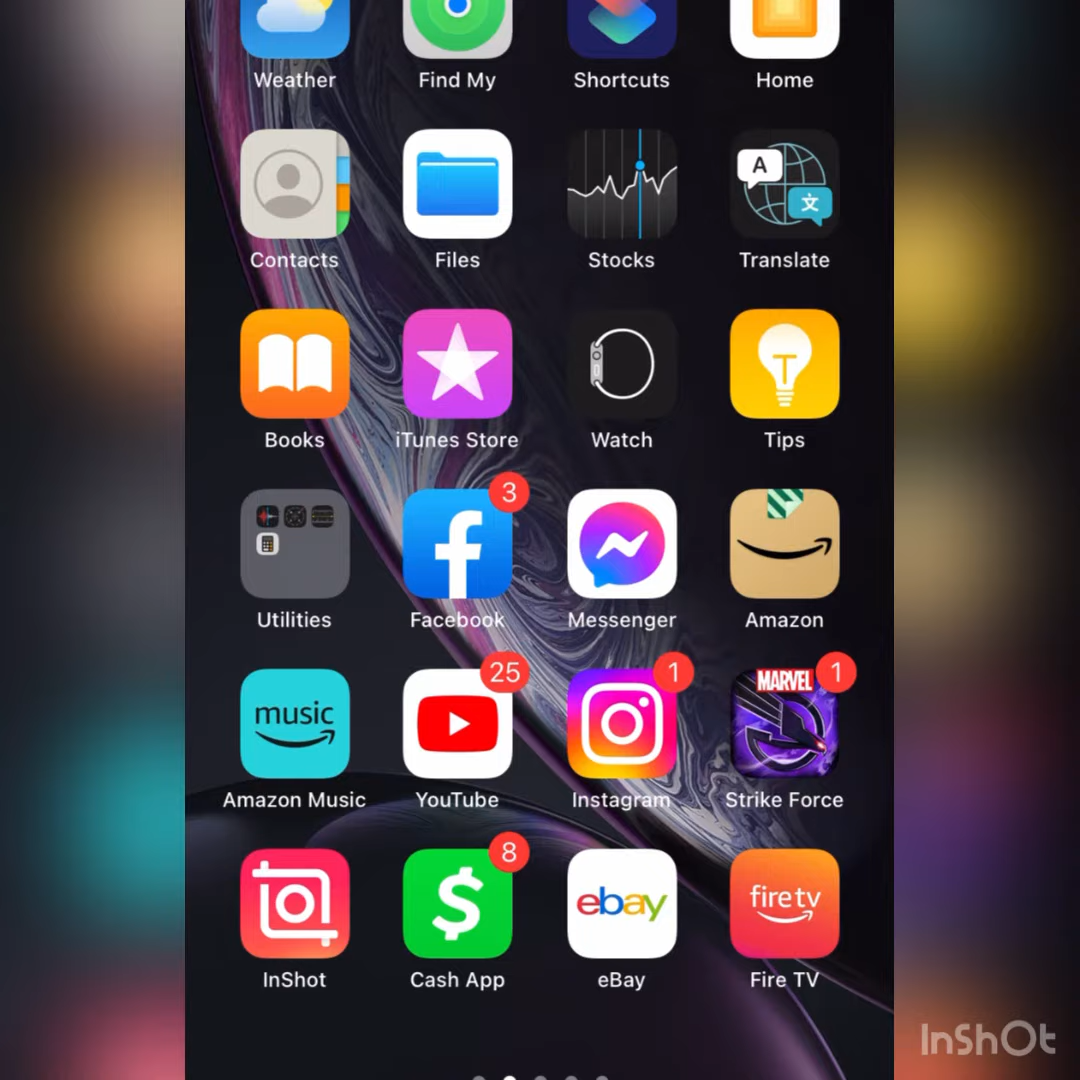 Weather Find My Shortcuts Home
A 文
Contacts Files Stocks Translate
T
Books iTunes Store Watch Tips
3
f
Utilities Facebook Messenger Amazon
25 1 MARVEL 1
music
Amazon Music YouTube Instagram Strike Force
8
$ ebay firetv
InShot Cash App eBay Fire TV
InShOt